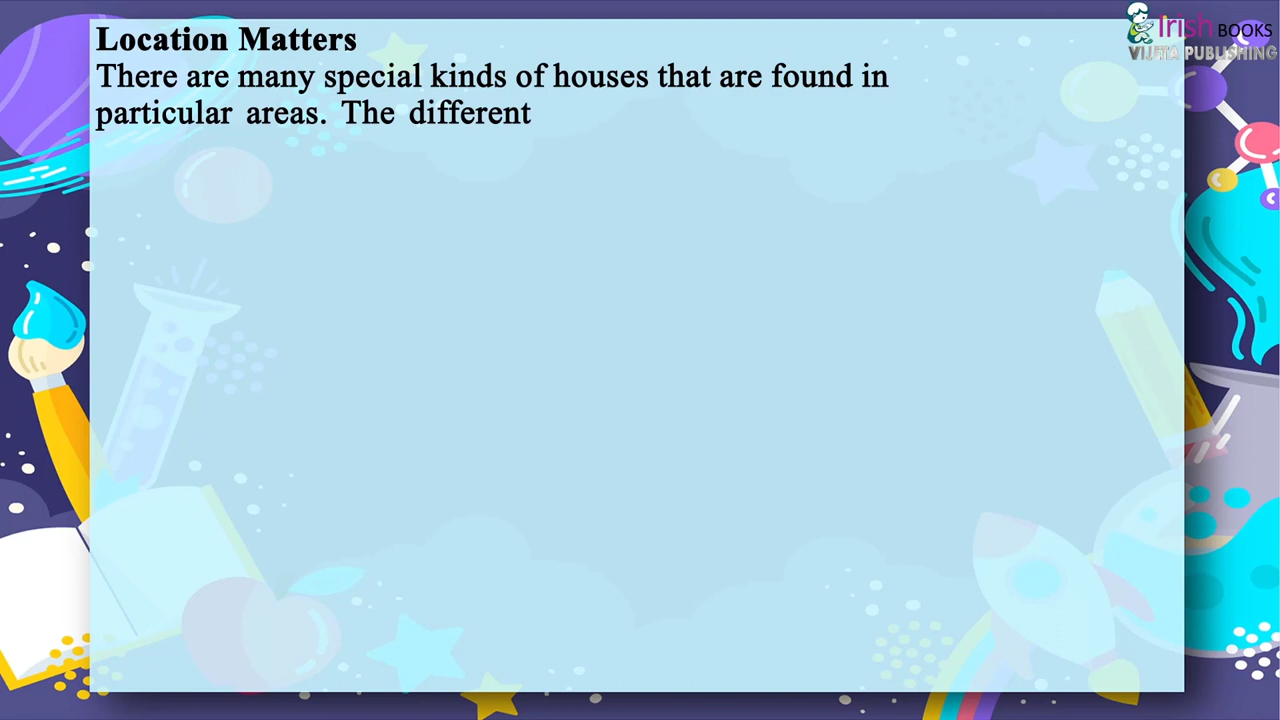 Location Matters
There are many special kinds of houses that are found in
particular areas. The different
Irish BOOKS
VIJETA PUBLISHING